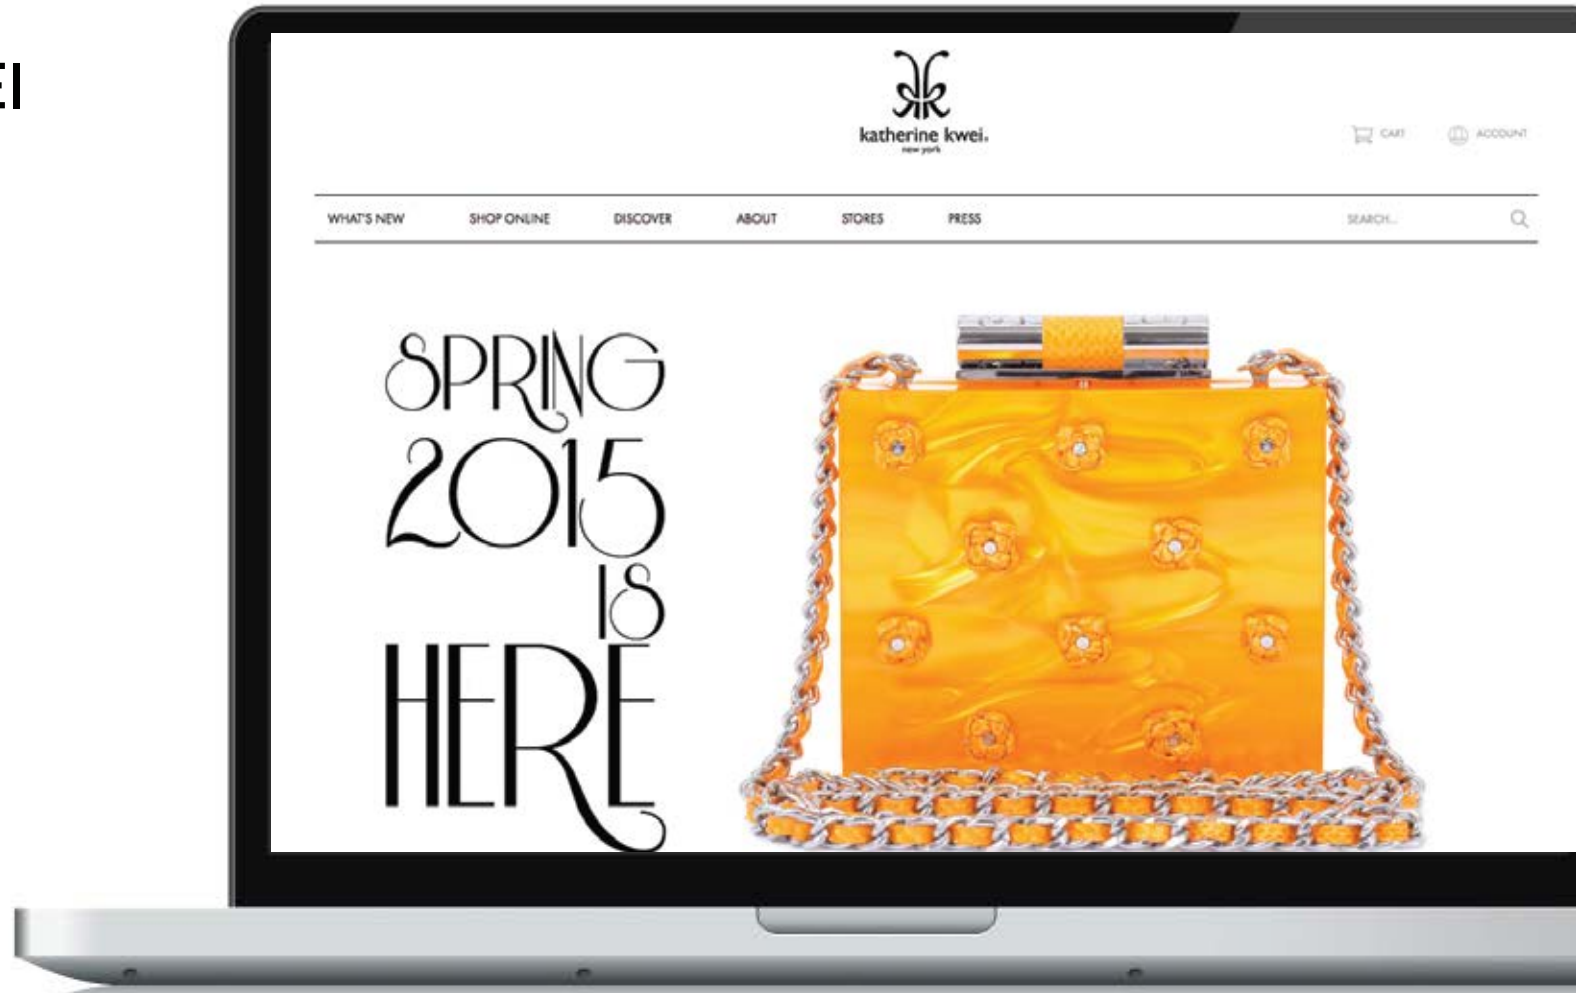 EI
katherine kwei.
new york
CART
ACCOUNT
WHAT'S NEW
SHOP ONLINE
DISCOVER
ABOUT
STORES
PRESS
SEARCH...
SPRING
2015
IS
HERE